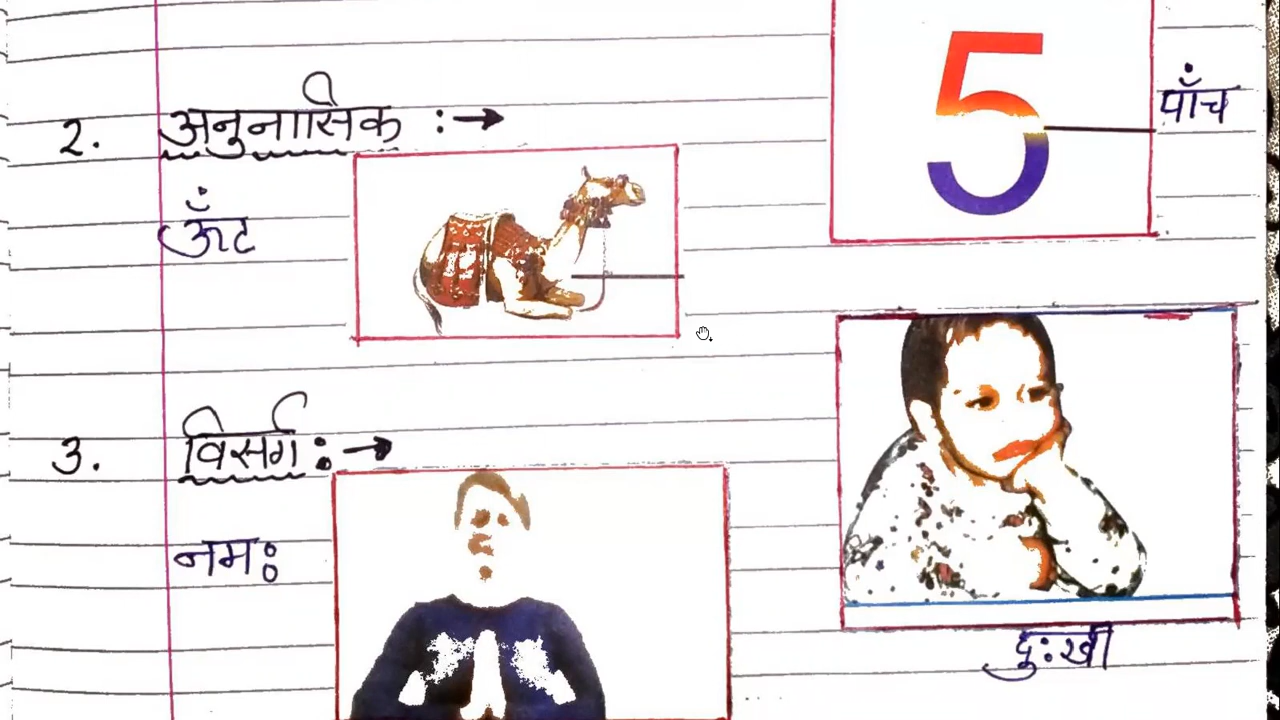 5
पाँच
2. अनुनासिक :→
ऊँट
3. विसर्ग :→
नमः
दुःखी